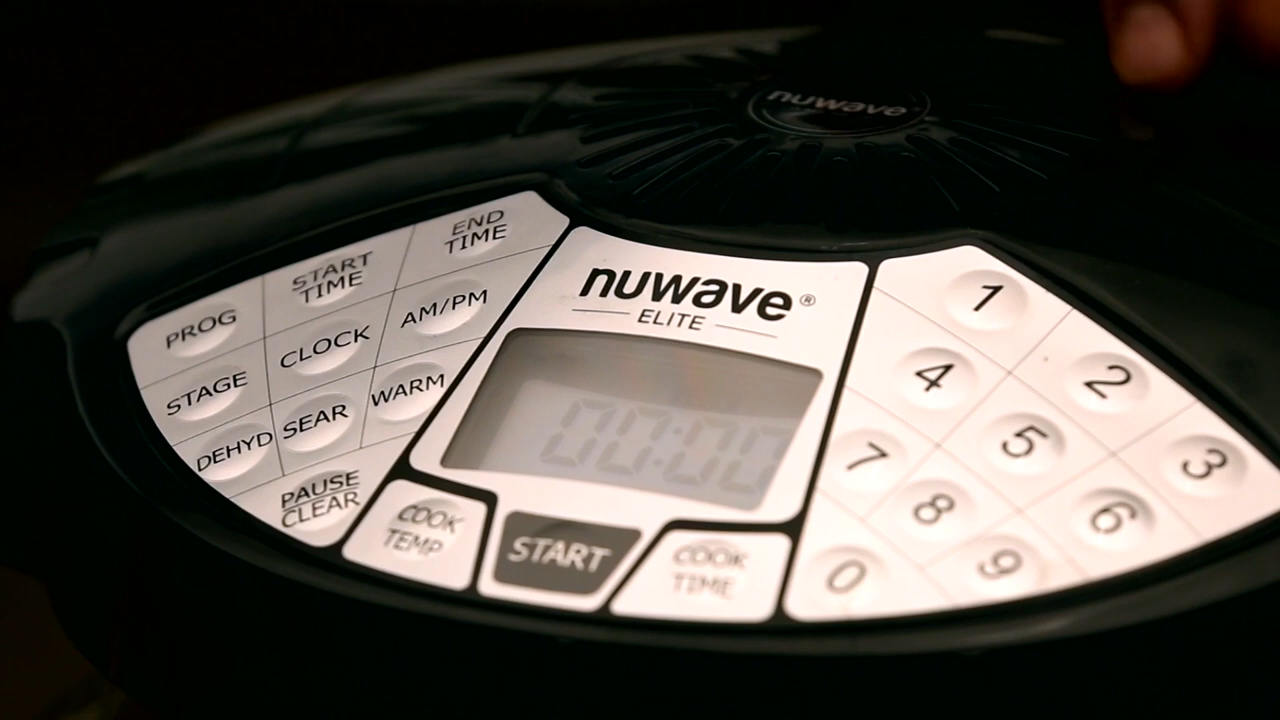 nuwave
END
TIME
START
TIME
PROG
AM/PM
CLOCK
STAGE
WARM
SEAR
DEHYD
PAUSE
CLEAR
nuwave®
ELITE
00:00
COOK
TEMP
START
COOK
TIME
1
2
3
4
5
6
7
8
9
0